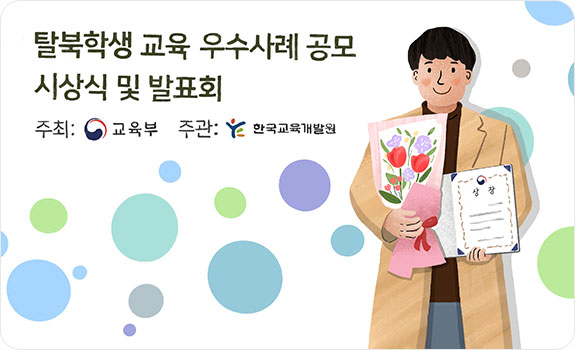 탈북학생 교육 우수사례 공모
시상식 및 발표회
주최: 교육부 주관: 한국교육개발원
상 장